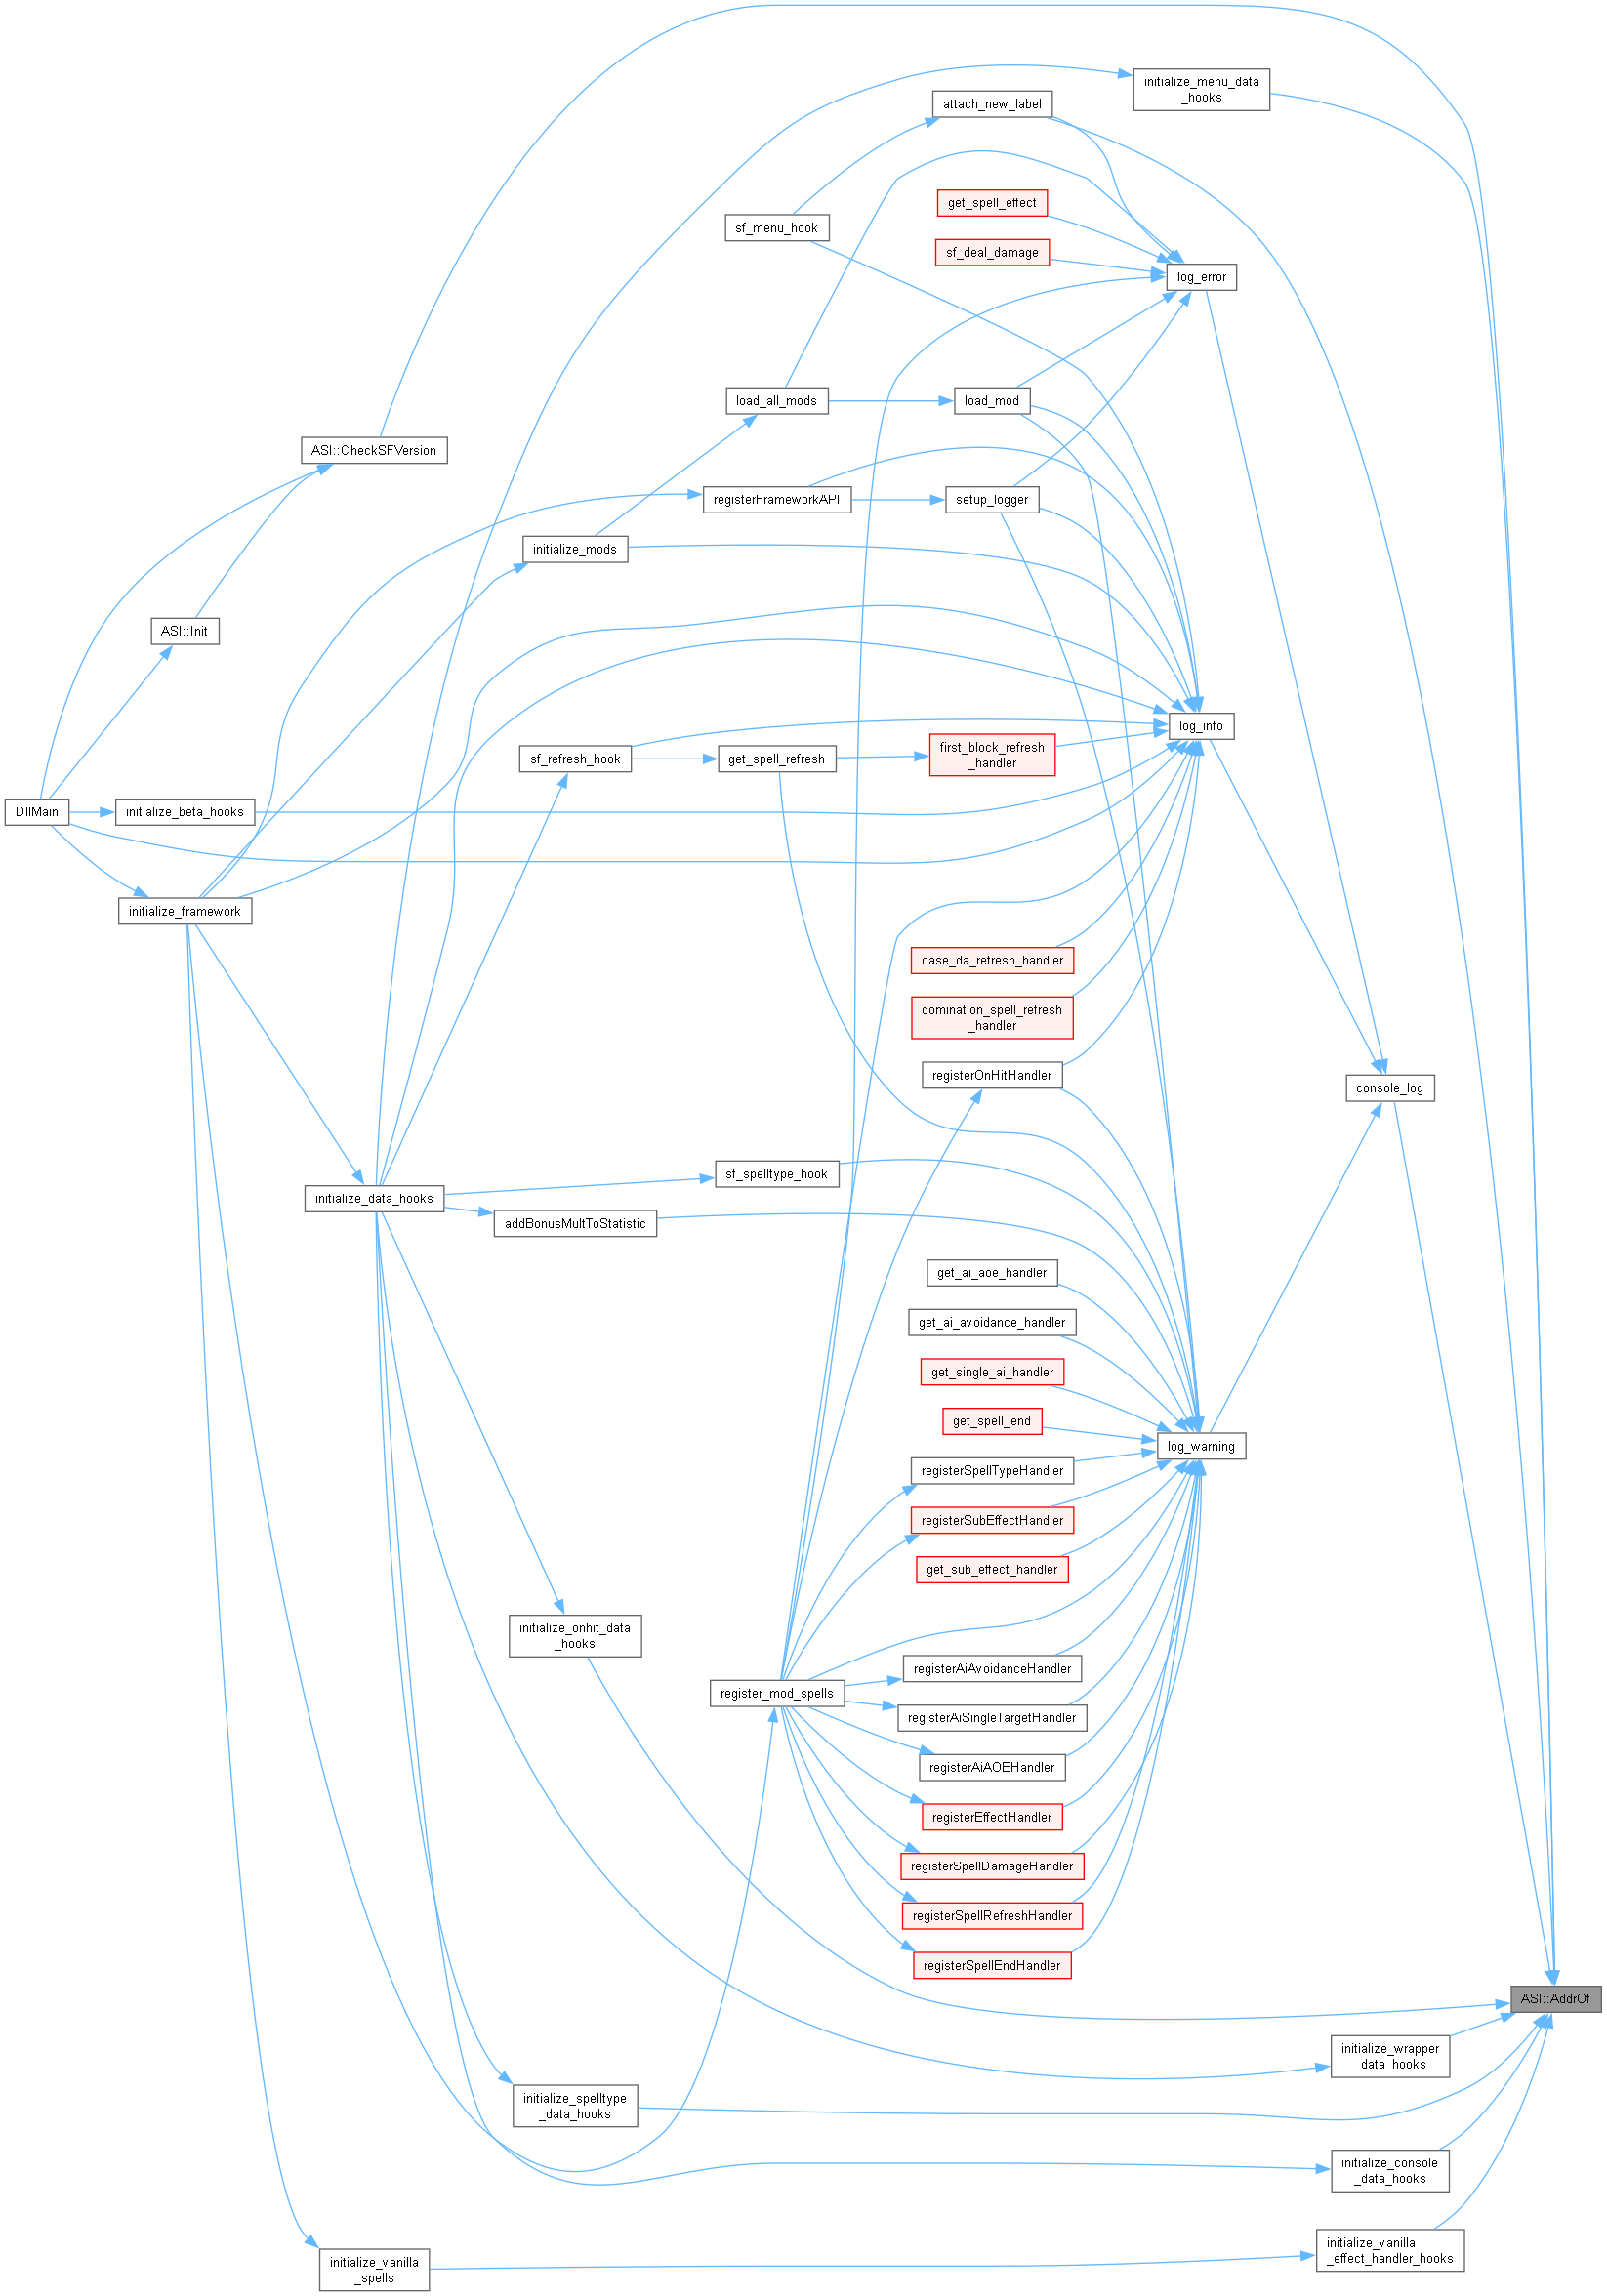 initialize_menu_data
_hooks
attach_new_label
get_spell_effect
sf_menu_hook
sf_deal_damage
log_error
load_all_mods
load_mod
ASI::CheckSFVersion
registerFrameworkAPI
setup_logger
initialize_mods
ASI::Init
log_info
first_block_refresh
_handler
sf_refresh_hook
get_spell_refresh
DllMain
initialize_beta_hooks
initialize_framework
case_da_refresh_handler
domination_spell_refresh
_handler
registerOnHitHandler
console_log
sf_spelltype_hook
initialize_data_hooks
addBonusMultToStatistic
get_ai_aoe_handler
get_ai_avoidance_handler
get_single_ai_handler
get_spell_end
log_warning
registerSpellTypeHandler
registerSubEffectHandler
get_sub_effect_handler
initialize_onhit_data
_hooks
registerAiAvoidanceHandler
register_mod_spells
registerAiSingleTargetHandler
registerAiAOEHandler
registerEffectHandler
registerSpellDamageHandler
registerSpellRefreshHandler
registerSpellEndHandler
ASI::AddrOf
initialize_wrapper
_data_hooks
initialize_spelltype
_data_hooks
initialize_console
_data_hooks
initialize_vanilla
_effect_handler_hooks
initialize_vanilla
_spells